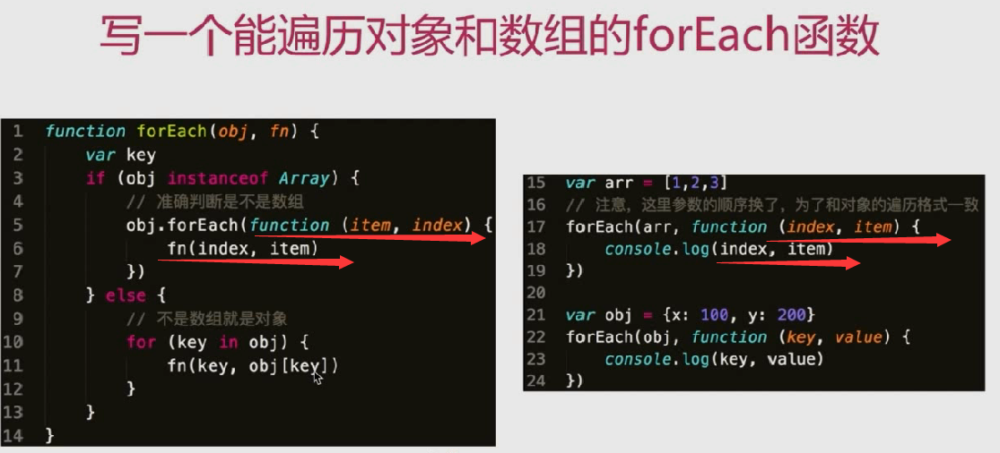 写一个能遍历对象和数组的forEach函数
1 function forEach(obj, fn) {
2 var key
3 if (obj instanceof Array) {
4 // 准确判断是不是数组
5 obj.forEach(function (item, index) {
6 fn(index, item)
7 })
8 } else {
9 // 不是数组就是对象
10 for (key in obj) {
11 fn(key, obj[key])
12 }
13 }
14 }
15 var arr = [1,2,3]
16 // 注意，这里参数的顺序换了，为了和对象的遍历格式一致
17 forEach(arr, function (index, item) {
18 console.log(index, item)
19 })
20
21 var obj = {x: 100, y: 200}
22 forEach(obj, function (key, value) {
23 console.log(key, value)
24 })